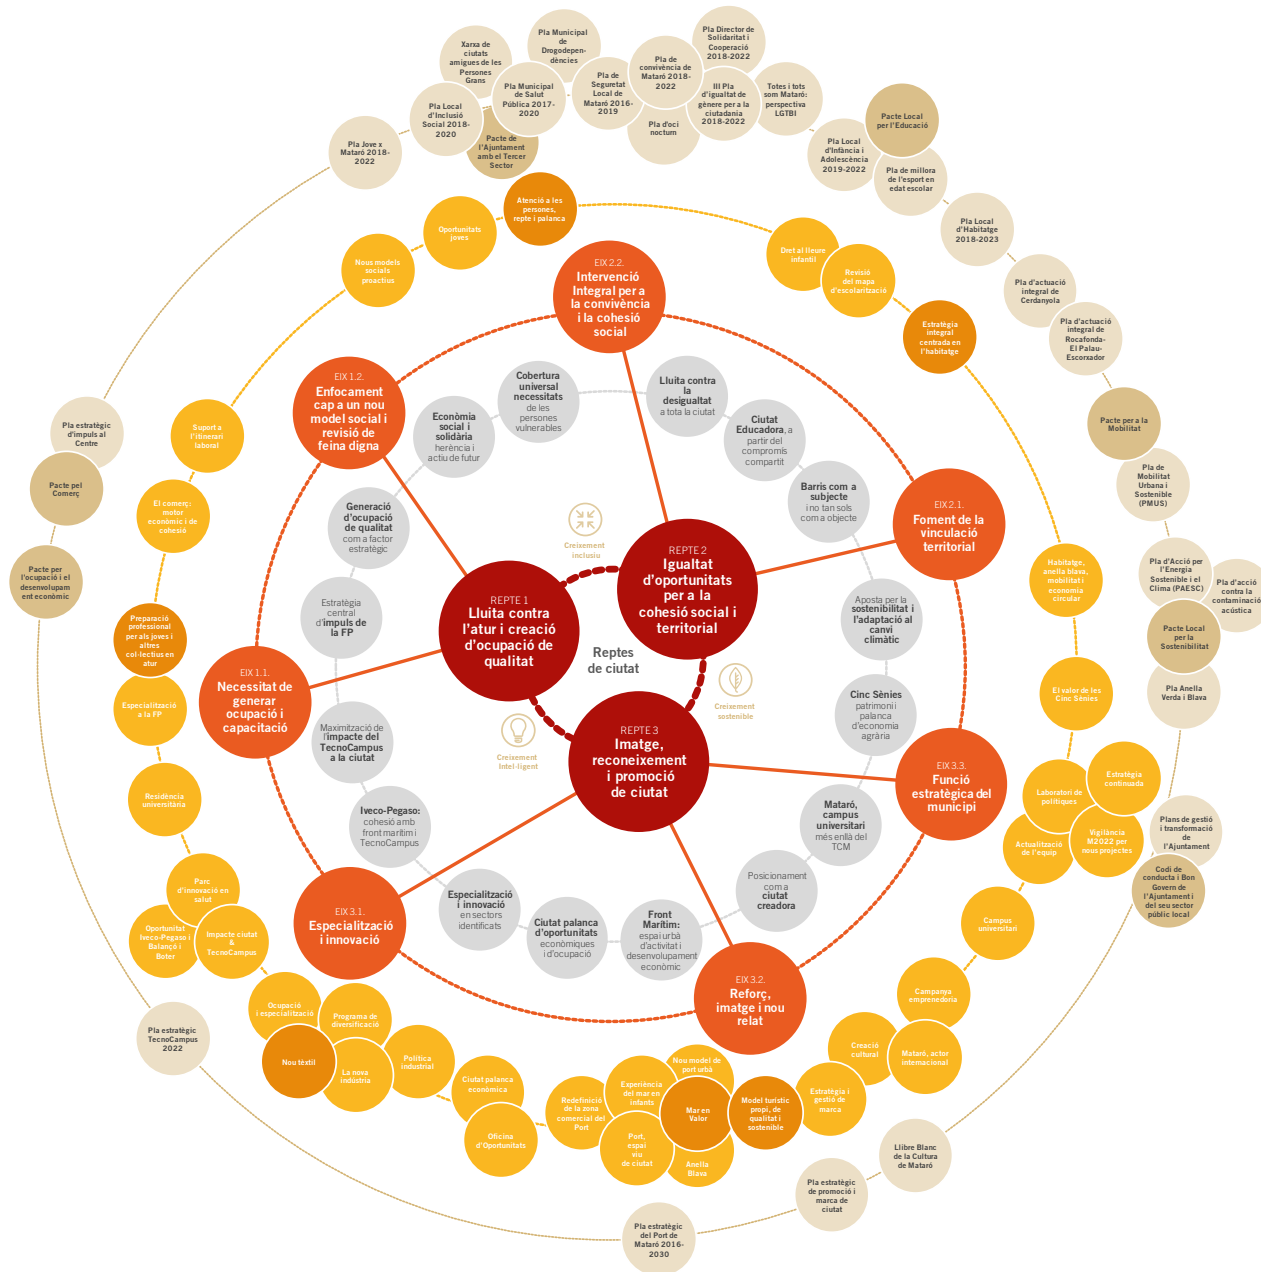 Pla Director de
Solidaritat i
Cooperació
2018-2022
Pla Municipal
de
Drogodepen-
dències
Xarxa de
ciutats
amigues de les
Persones
Grans
Pla de
convivència de
Mataró 2018-
2022
Pla de
Seguretat
Local de
Mataró 2016-
2019
Pla Municipal
de Salut
Pública 2017-
2020
III Pla
d'igualtat de
gènere per a la
ciutadania
2018-2022
Totes i tots
som Mataró:
perspectiva
LGTBI
Pla Local
d'Inclusió
Social 2018-
2020
Pla d'oci
nocturn
Pacte Local
per l'Educació
Pla Jove x
Mataró 2018-
2022
Pacte de
l'Ajuntament
amb el Tercer
Sector
Pla Local
d'Infància i
Adolescència
2019-2022
Pla de millora
de l'esport en
edat escolar
Pla Local
d'Habitatge
2018-2023
Pla d'actuació
integral de
Cerdanyola
Pla d'actuació
integral de
Rocafonda-
El Palau-
Escorxador
Pacte per a la
Mobilitat
Pla de
Mobilitat
Urbana i
Sostenible
(PMUS)
Pla d'Acció per
l'Energia
Sostenible i el
Clima (PAESC)
Pla d'acció
contra la
contaminació
acústica
Pacte Local
per la
Sostenibilitat
Pla Anella
Verda i Blava
Plans de gestió
i transformació
de
l'Ajuntament
Codi de
conducta i Bon
Govern de
l'Ajuntament i
del seu sector
públic local
Llibre Blanc
de la Cultura
de Mataró
Pla estratègic
de promoció i
marca de
ciutat
Pla estratègic
del Port de
Mataró 2016-
2030
Pla estratègic
TecnoCampus
2022
Pacte per
l'ocupació i el
desenvolupam
ent econòmic
Pacte pel
Comerç
Pla estratègic
d'impuls al
Centre
Atenció a les
persones,
repte i palanca
Oportunitats
joves
Nous models
socials
proactius
Dret al lleure
infantil
Revisió
del mapa
d'escolarització
Estratègia
integral
centrada en
l'habitatge
Habitatge,
anella blava,
mobilitat i
economia
circular
El valor de les
Cinc Sènies
Estratègia
continuada
Laboratori de
polítiques
Vigilància
M2022 per
nous projectes
Actualització
de l'equip
Campus
universitari
Campanya
emprenedoria
Creació
cultural
Mataró, actor
internacional
Estratègia i
gestió de
marca
Model turístic
propi, de
qualitat i
sostenible
Nou model de
port urbà
Mar en
Valor
Anella
Blava
Experiència
del mar en
infants
Port,
espai
viu
de ciutat
Redefinició
de la zona
comercial del
Port
Ciutat palanca
econòmica
Oficina
d'Oportunitats
Política
industrial
Programa de
diversificació
La nova
indústria
Nou tèxtil
Ocupació
i especialització
Impacte ciutat
&
TecnoCampus
Oportunitat
Iveco-Pegaso i
Balançó i
Boter
Parc
d'innovació en
salut
Residència
universitària
Especialització
a la FP
Preparació
professional
per als joves i
altres
col·lectius en
atur
El comerç:
motor
econòmic i de
cohesió
Suport a
l'itinerari
laboral
EIX 2.2.
Intervenció
Integral per a
la convivència
i la cohesió
social
EIX 1.2.
Enfocament
cap a un nou
model social i
revisió de
feina digna
EIX 2.1.
Foment de la
vinculació
territorial
EIX 1.1.
Necessitat de
generar
ocupació i
capacitació
EIX 3.3.
Funció
estratègica del
municipi
EIX 3.1.
Especialització
i innovació
EIX 3.2.
Reforç,
imatge i nou
relat
Cobertura
universal
necessitats
de les
persones
vulnerables
Lluita contra
la
desigualtat
a tota la ciutat
Ciutat
Educadora, a
partir del
compromís
compartit
Barris com a
subjecte
i no tan sols
com a objecte
Aposta per la
sostenibilitat i
l'adaptació al
canvi
climàtic
Cinc Sènies
patrimoni i
palanca
d'economia
agrària
Mataró,
campus
universitari
més enllà del
TCM
Posicionament
com a
ciutat
creadora
Front
Marítim:
espai urbà
d'activitat i
desenvolupament
econòmic
Ciutat palanca
d'oportunitats
econòmiques
i d'ocupació
Especialització
i innovació
en sectors
identificats
Iveco-Pegaso:
cohesió amb
front marítim i
TecnoCampus
Maximització de
l'impacte del
TecnoCampus
a la ciutat
Estratègia
central
d'impuls de
la FP
Generació
d'ocupació
de qualitat
com a factor
estratègic
Econòmia
social i
solidària
herència i
actiu de futur
Creixement
inclusiu
REPTE 2
Igualtat
d'oportunitats
per a la
cohesió social i
territorial
REPTE 1
Lluita contra
l'atur i creació
d'ocupació de
qualitat
Reptes
de ciutat
Creixement
sostenible
REPTE 3
Imatge,
reconeixement
i promoció
de ciutat
Creixement
Intel·ligent